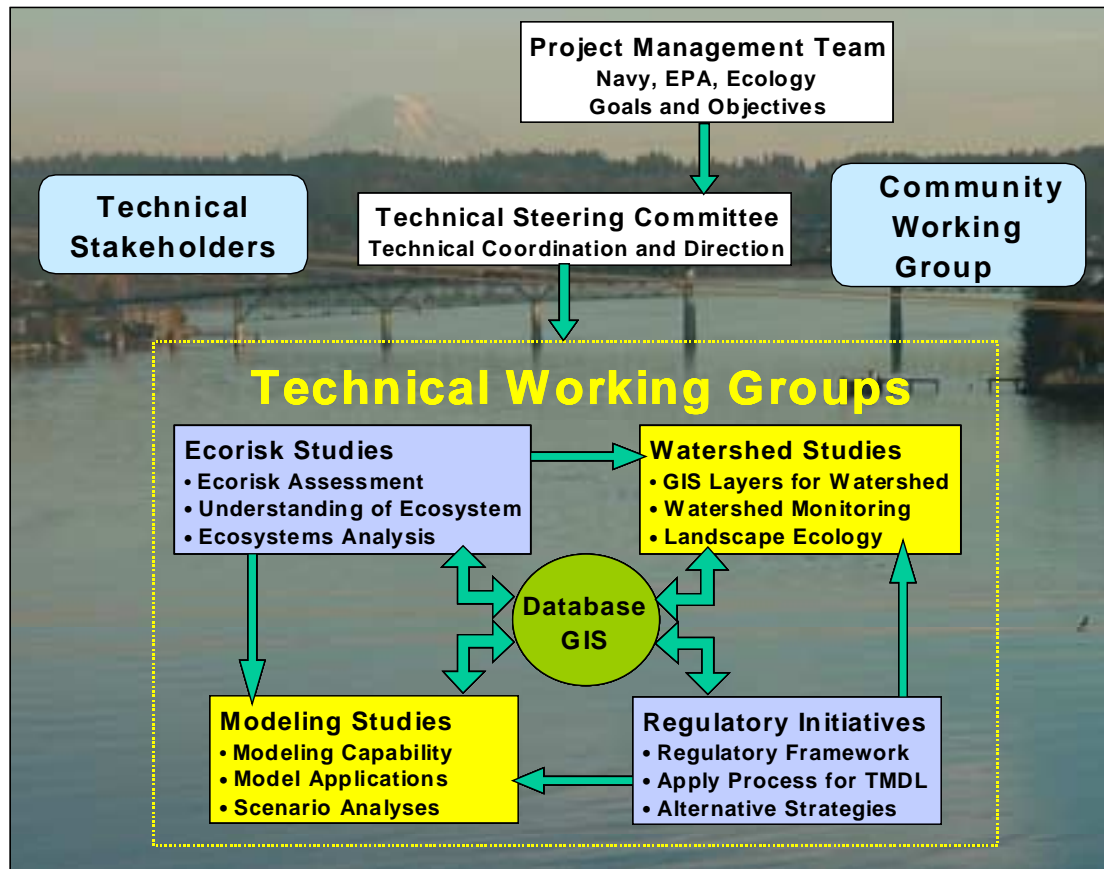 Project Management Team
Navy, EPA, Ecology
Goals and Objectives
Technical
Stakeholders
Community
Working
Group
Technical Steering Committee
Technical Coordination and Direction
Technical Working Groups
Ecorisk Studies
• Ecorisk Assessment
• Understanding of Ecosystem
• Ecosystems Analysis
Watershed Studies
• GIS Layers for Watershed
• Watershed Monitoring
• Landscape Ecology
Database
GIS
Modeling Studies
• Modeling Capability
• Model Applications
• Scenario Analyses
Regulatory Initiatives
• Regulatory Framework
• Apply Process for TMDL
• Alternative Strategies